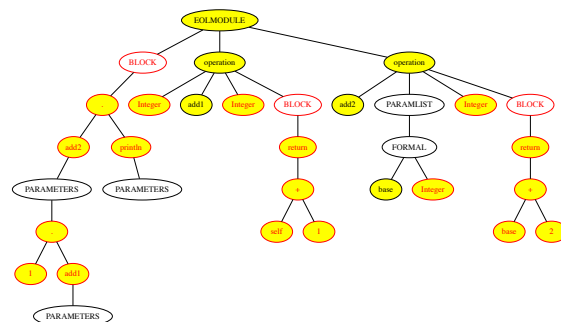 EOLMODULE
BLOCK operation operation
. Integer add1 Integer BLOCK add2 PARAMLIST Integer BLOCK
add2 println return FORMAL return
PARAMETERS PARAMETERS + base Integer +
. self 1 base 2
1 add1
PARAMETERS